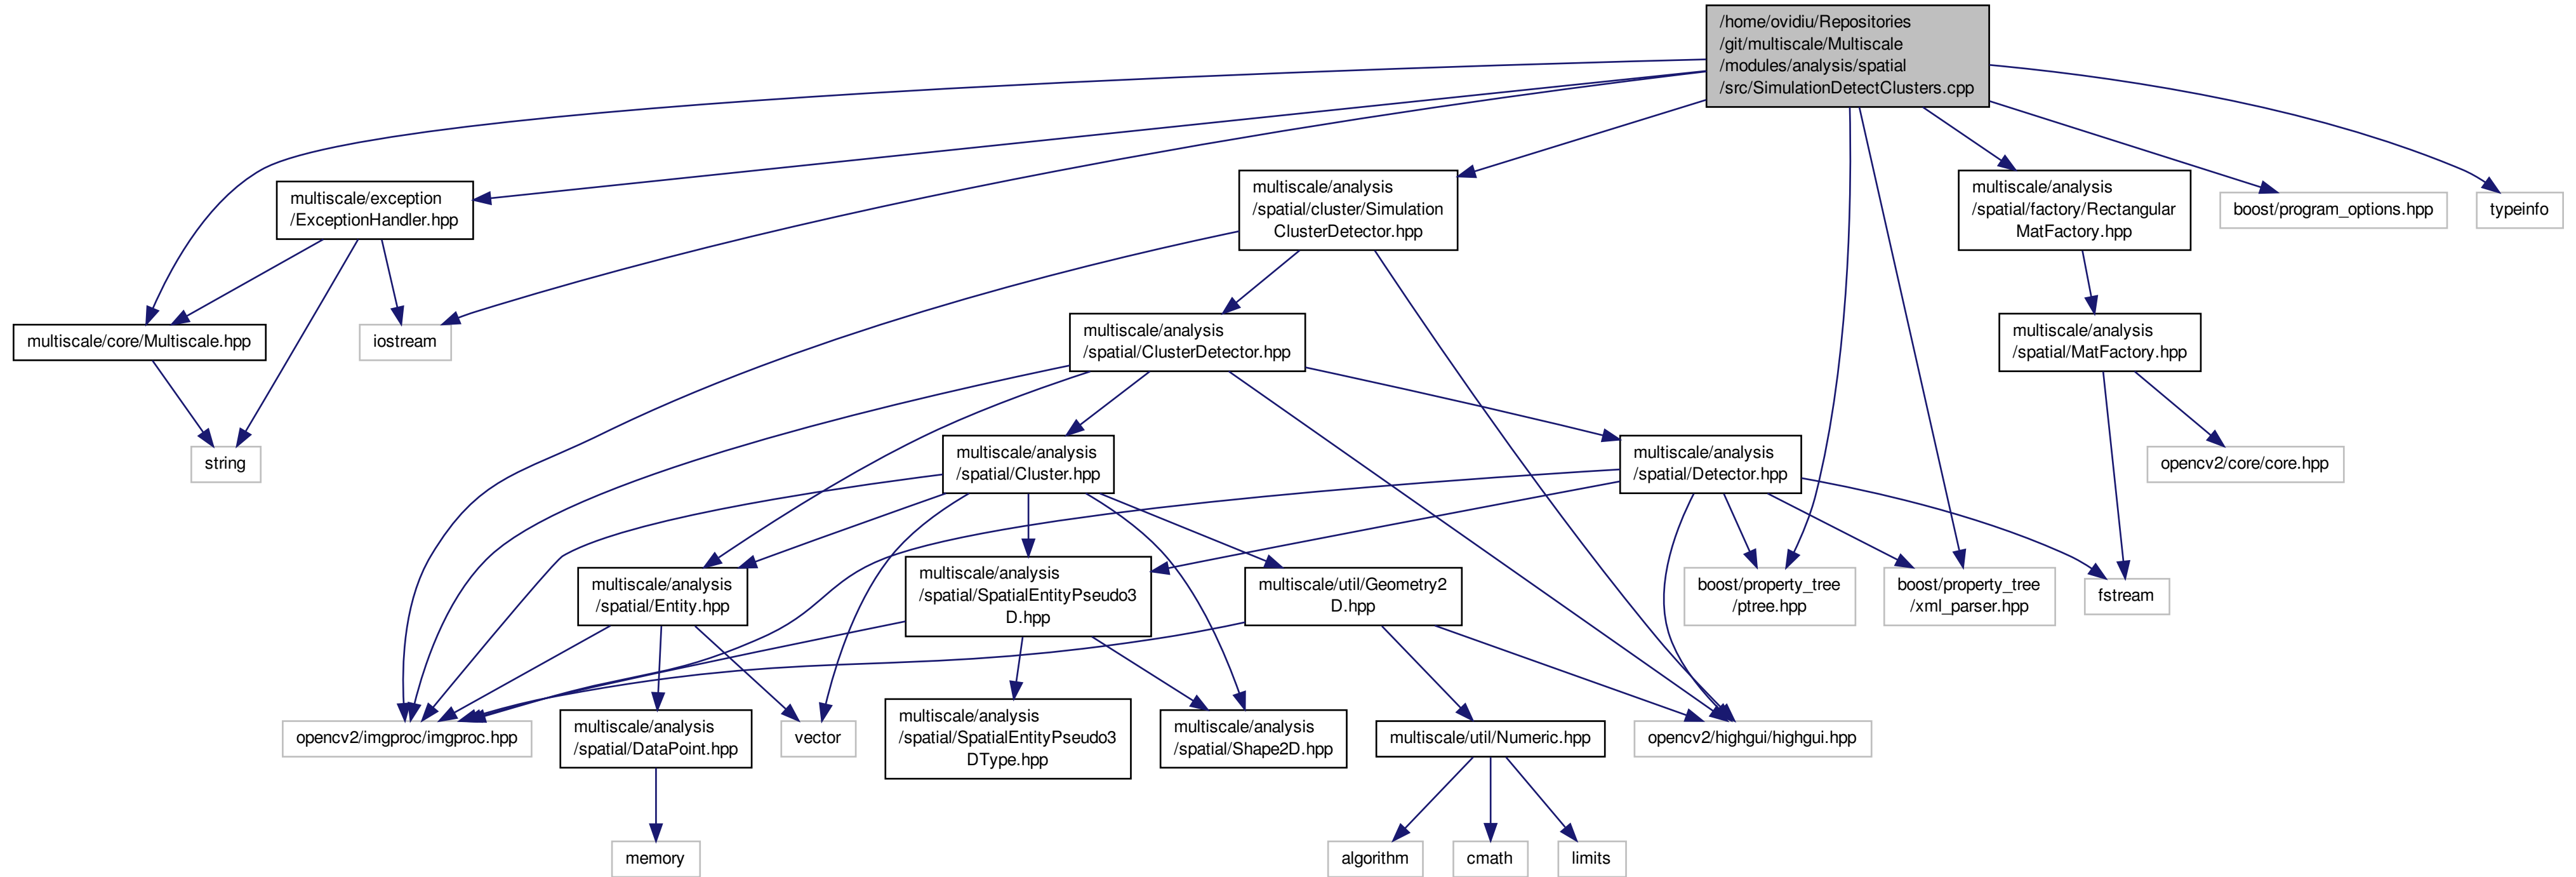 /home/ovidiu/Repositories
/git/multiscale/Multiscale
/modules/analysis/spatial
/src/SimulationDetectClusters.cpp
multiscale/exception
/ExceptionHandler.hpp
multiscale/analysis
/spatial/cluster/Simulation
ClusterDetector.hpp
multiscale/analysis
/spatial/factory/Rectangular
MatFactory.hpp
boost/program_options.hpp
typeinfo
multiscale/core/Multiscale.hpp
iostream
multiscale/analysis
/spatial/ClusterDetector.hpp
multiscale/analysis
/spatial/MatFactory.hpp
string
multiscale/analysis
/spatial/Cluster.hpp
multiscale/analysis
/spatial/Detector.hpp
opencv2/core/core.hpp
multiscale/analysis
/spatial/Entity.hpp
multiscale/analysis
/spatial/SpatialEntityPseudo3
D.hpp
multiscale/util/Geometry2
D.hpp
boost/property_tree
/ptree.hpp
boost/property_tree
/xml_parser.hpp
fstream
opencv2/imgproc/imgproc.hpp
multiscale/analysis
/spatial/DataPoint.hpp
vector
multiscale/analysis
/spatial/SpatialEntityPseudo3
DType.hpp
multiscale/analysis
/spatial/Shape2D.hpp
multiscale/util/Numeric.hpp
opencv2/highgui/highgui.hpp
memory
algorithm
cmath
limits